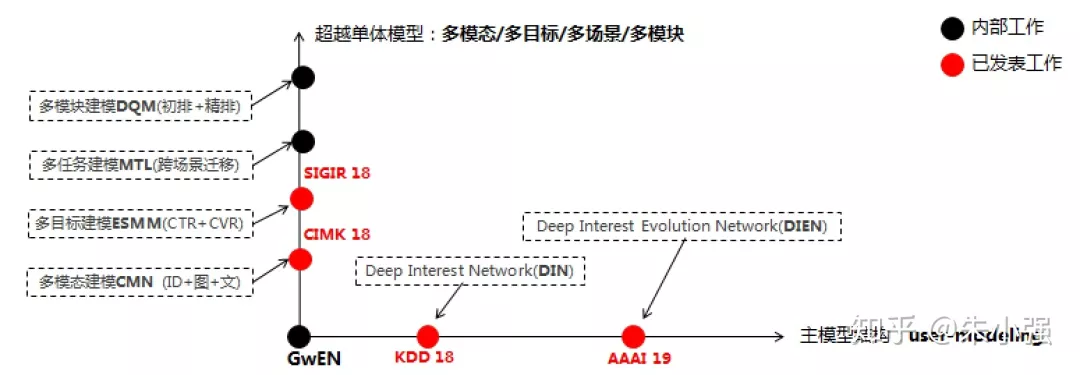 超越单体模型：多模态/多目标/多场景/多模块
内部工作
已发表工作
多模块建模DQM(初排+精排)
多任务建模MTL(跨场景迁移)
SIGIR 18
多目标建模ESMM(CTR+CVR)
CIMK 18
多模态建模CMN (ID+图+文)
Deep Interest Evolution Network(DIEN)
Deep Interest Network(DIN)
GwEN
KDD 18
AAAI 19
主模型结构 user-modeling
知乎 @朱小强